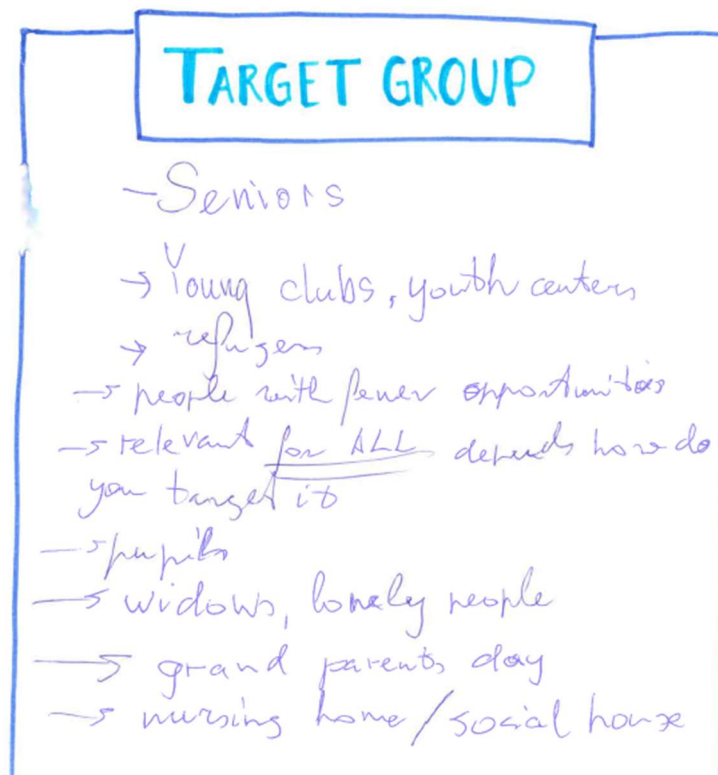 TARGET GROUP
- Seniors
→ Young clubs, youth centers
→ refugees
→ people with fewer opportunities
→ relevant for ALL depends how do
you target it
→ pupils
→ widows, lonely people
→ grand parents day
→ nursing home / social house